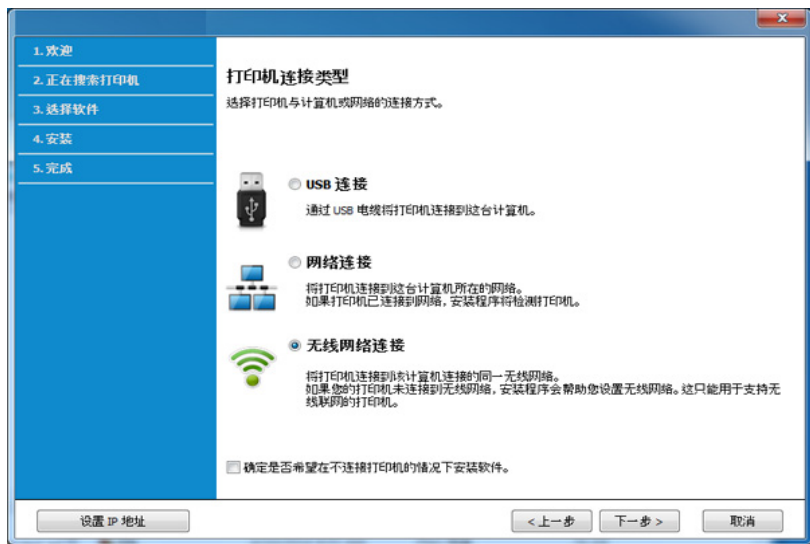 1.欢迎
2.正在搜索打印机
3.选择软件
4.安装
5.完成
打印机连接类型
选择打印机与计算机或网络的连接方式。
USB 连接
通过 USB 电缆将打印机连接到这台计算机。
网络连接
将打印机连接到这台计算机所在的网络。
如果打印机已连接到网络，安装程序将检测打印机。
无线网络连接
将打印机连接到该计算机连接的同一无线网络。
如果您的打印机未连接到无线网络，安装程序会帮助您设置无线网络。这只能用于支持无
线联网的打印机。
确定是否希望在不连接打印机的情况下安装软件。
设置 IP 地址
<上一步
下一步>
取消